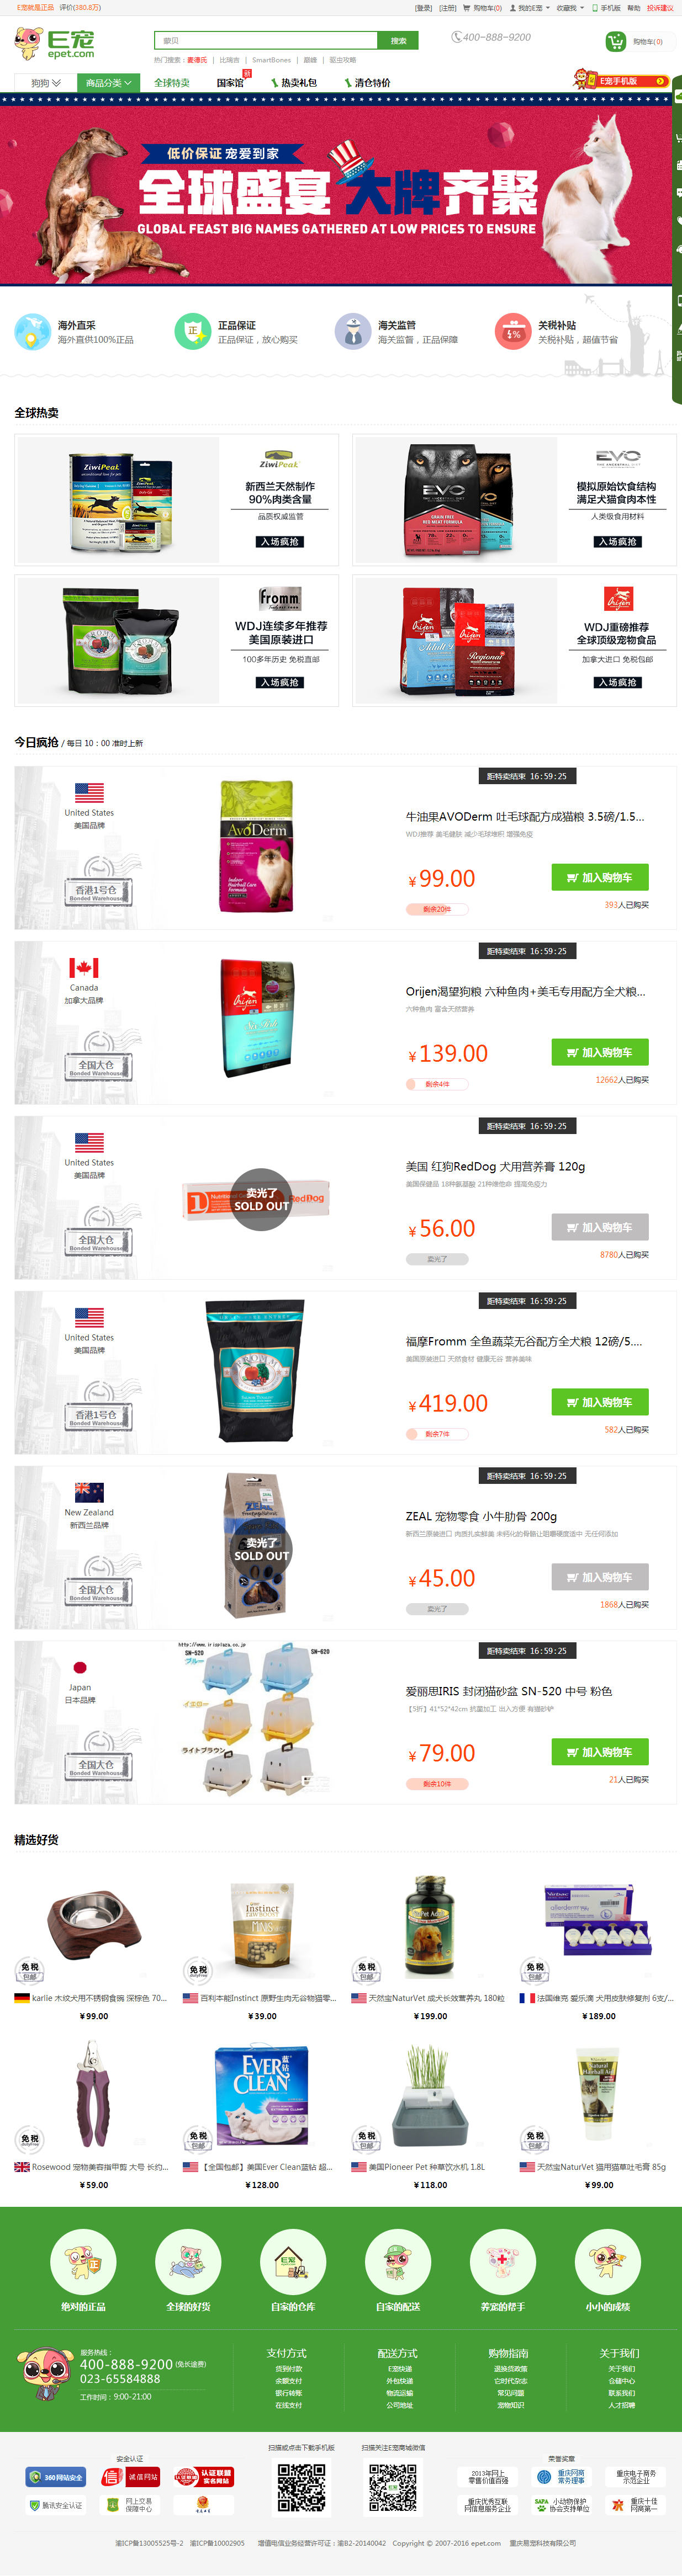 E宠就是正品 评价(380.8万)
[登录] [注册] 购物车(0) 我的E宠 收藏我 手机版 帮助 投诉建议
E宠
epet.com
蒙贝
搜索
400-888-9000
购物车(0)
热门搜索：麦德氏 | 比瑞吉 | SmartBones | 超雄 | 驱虫攻略
狗狗
商品分类
全球特卖
国家馆
热卖礼包
清仓特价
E宠手机版
低价保证 宠爱到家
全球盛宴 大牌齐聚
GLOBAL FEAST BIG NAMES GATHERED AT LOW PRICES TO ENSURE
海外直采
海外直供100%正品
正品保证
正品保证，放心购买
海关监管
海关监督，正品保障
关税补贴
关税补贴，超值节省
全球热卖
ZiwiPeak
新西兰天然制作
90%肉类含量
品质权威监管
入场疯抢
EVO
模拟原始饮食结构
满足犬猫食肉本性
人类级食用材料
入场疯抢
Fromm
WDJ连续多年推荐
美国原装进口
100多年历史 免税直邮
入场疯抢
Orijen
WDJ重磅推荐
全球顶级宠物食品
加拿大进口 免税包邮
入场疯抢
今日疯抢 / 每日 10：00 准时上新
距特卖结束 16:59:25
United States
美国品牌
香港1号仓
Bonded Warehouse
牛油果AVODerm 吐毛球配方成猫粮 3.5磅/1.5...
WDJ推荐 美毛健肤 减少毛球堆积 增强免疫
￥99.00
加入购物车
剩余20件
393人已购买
距特卖结束 16:59:25
Canada
加拿大品牌
全国大仓
Bonded Warehouse
Orijen渴望狗粮 六种鱼肉+美毛专用配方全犬粮...
六种鱼肉 富含天然营养
￥139.00
加入购物车
剩余4件
12662人已购买
距特卖结束 16:59:25
United States
美国品牌
全国大仓
Bonded Warehouse
卖光了
SOLD OUT
美国 红狗RedDog 犬用营养膏 120g
美国保健品 18种氨基酸 21种维他命 提高免疫力
￥56.00
加入购物车
卖光了
8780人已购买
距特卖结束 16:59:25
United States
美国品牌
香港1号仓
Bonded Warehouse
福摩Fromm 全鱼蔬菜无谷配方全犬粮 12磅/5....
美国原装进口 天然食材 健康无谷 营养美味
￥419.00
加入购物车
剩余7件
582人已购买
距特卖结束 16:59:25
New Zealand
新西兰品牌
全国大仓
Bonded Warehouse
卖光了
SOLD OUT
ZEAL 宠物零食 小牛肋骨 200g
新西兰原装进口 肉质扎实鲜美 未钙化的骨骼让咀嚼硬度适中 无任何添加
￥45.00
加入购物车
卖光了
1868人已购买
距特卖结束 16:59:25
Japan
日本品牌
全国大仓
Bonded Warehouse
http://www.irisplaza.co.jp
SN-520 SN-620
ブルー
ライトブラウン
爱丽思IRIS 封闭猫砂盆 SN-520 中号 粉色
【5折】41*52*42cm 抗菌加工 出入方便 有猫砂铲
￥79.00
加入购物车
剩余10件
21人已购买
精选好货
免税 包邮
免税
免税 包邮
免税 包邮
karlie 木纹犬用不锈钢食碗 深棕色 70...
百利本能Instinct 原野生肉无谷物猫零...
天然宝NaturVet 成犬长效营养丸 180粒
法国维克 爱乐滴 犬用皮肤修复剂 6支/...
￥99.00
￥39.00
￥199.00
￥189.00
EVER CLEAN 蓝钻
免税
免税 包邮
免税 包邮
免税 包邮
Rosewood 宠物美容指甲剪 大号 长约...
【全国包邮】美国Ever Clean蓝钻 超...
美国Pioneer Pet 种草饮水机 1.8L
天然宝NaturVet 猫用猫草吐毛膏 85g
￥59.00
￥128.00
￥118.00
￥99.00
绝对的正品
全球的好货
自家的仓库
自家的配送
养宠的帮手
小小的成绩
服务热线：
400-888-9200 (免长途费)
023-65584888
工作时间：9:00-21:00
支付方式
货到付款
余额支付
银行转账
在线支付
配送方式
E宠快递
外包快递
物流运输
公司地址
购物指南
退换货政策
它时代杂志
常见问题
宠物知识
关于我们
关于我们
仓储中心
联系我们
人才招聘
安全认证
360网站安全
诚信网站
认证联盟
实名网站
腾讯安全认证
网上交易
保障中心
扫描或点击下载手机版
扫描关注E宠商城微信
荣誉奖章
2013年网上
零售价值百强
重庆网商
常务理事
重庆电子商务
示范企业
重庆优秀互联
网信息服务企业
小动物保护
协会支持单位
重庆十佳
网商第一
渝ICP备13005525号-2 渝ICP备10002905 增值电信业务经营许可证：渝B2-20140042 Copyright © 2007-2016 epet.com 重庆易宠科技有限公司